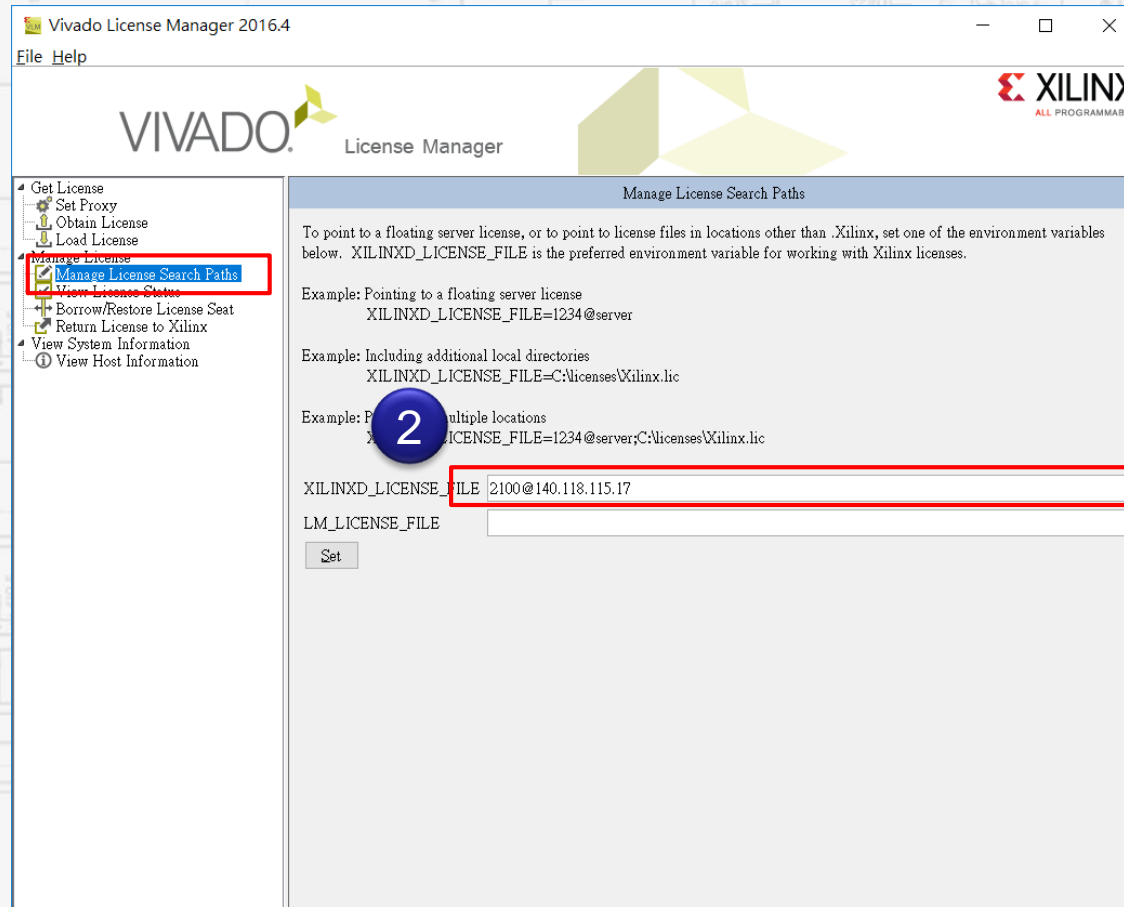 Vivado License Manager 2016.4
File Help
VIVADO.
License Manager
XILINX
ALL PROGRAMMAB
Get License
Set Proxy
Obtain License
Load License
Manage License
Manage License Search Paths
View License Status
Borrow/Restore License Seat
Return License to Xilinx
View System Information
View Host Information
Manage License Search Paths
To point to a floating server license, or to point to license files in locations other than .Xilinx, set one of the environment variables
below. XILINXD_LICENSE_FILE is the preferred environment variable for working with Xilinx licenses.
Example: Pointing to a floating server license
XILINXD_LICENSE_FILE=1234@server
Example: Including additional local directories
XILINXD_LICENSE_FILE=C:\licenses\Xilinx.lic
Example: P ultiple locations
2
X ICENSE_FILE=1234@server;C:\licenses\Xilinx.lic
XILINXD_LICENSE_FILE 2100@140.118.115.17
LM_LICENSE_FILE
Set